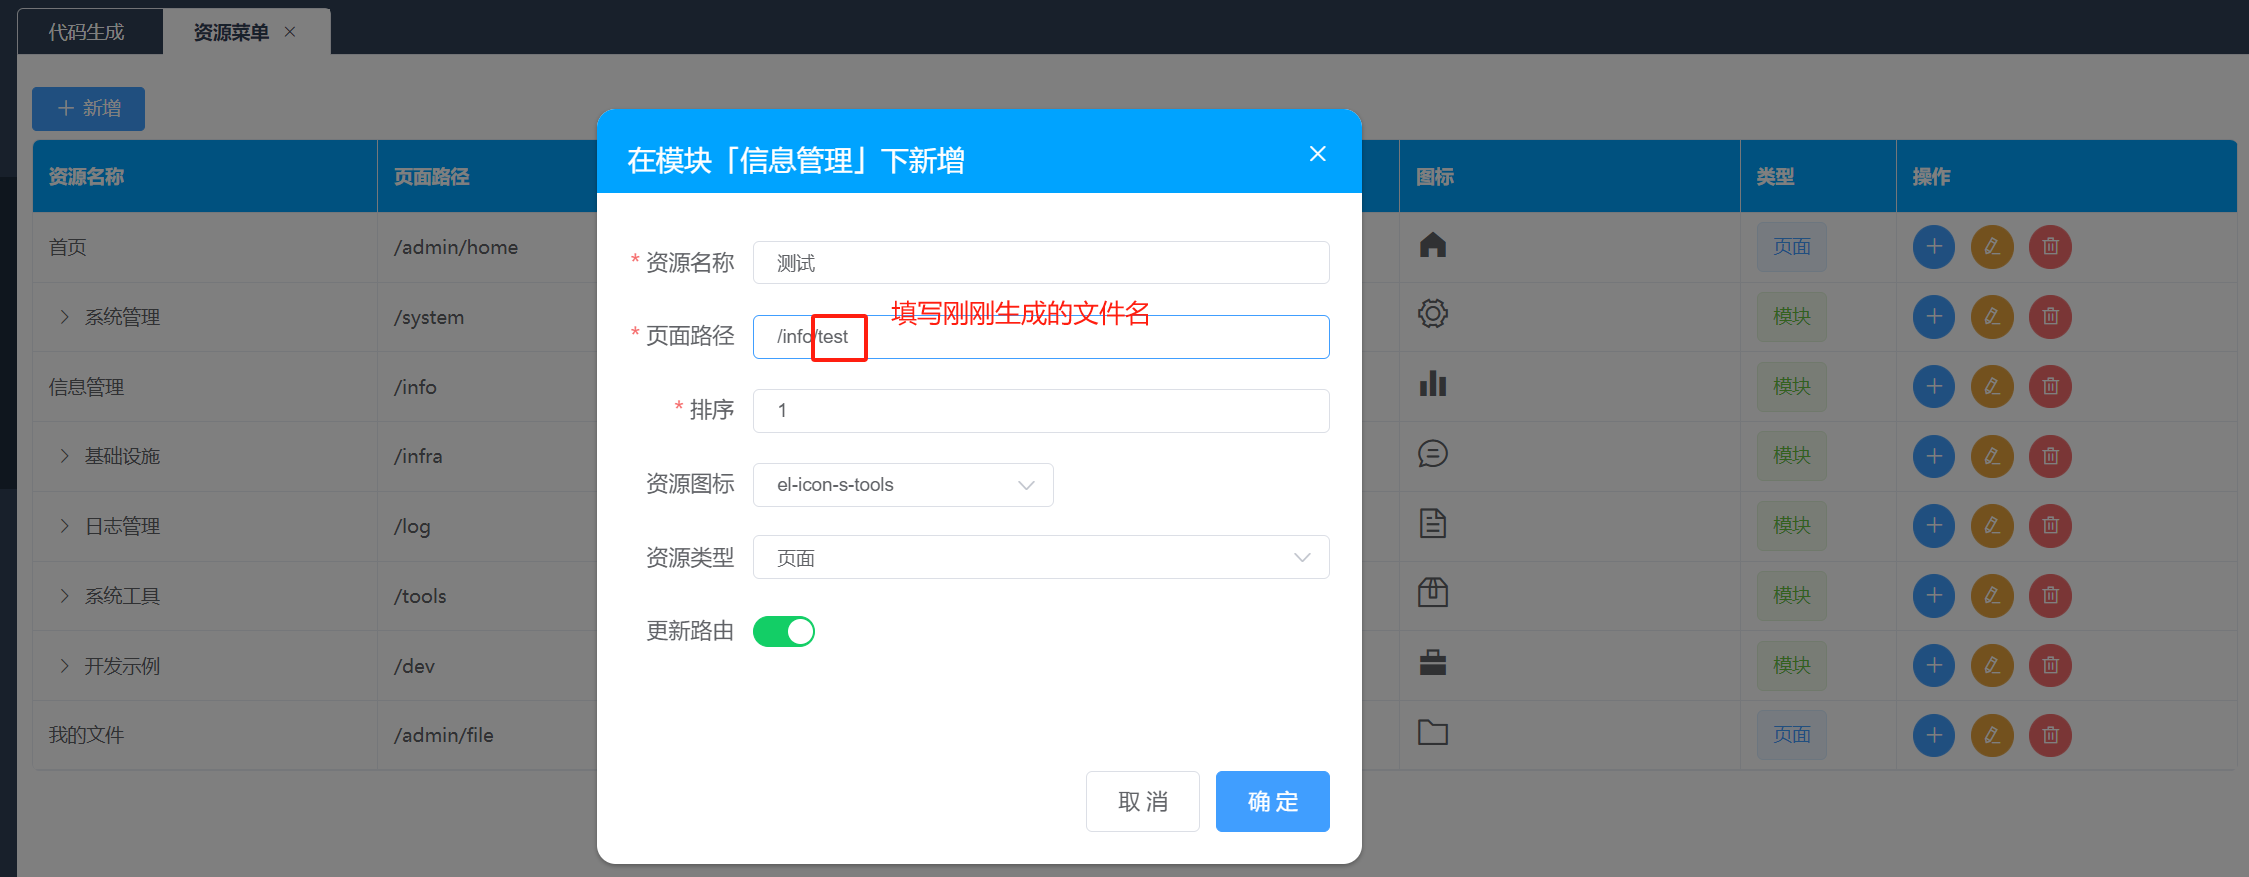 代码生成
资源菜单
新增
在模块「信息管理」下新增
资源名称
页面路径
图标
类型
操作
首页
/admin/home
页面
系统管理
/system
模块
信息管理
/info
模块
基础设施
/infra
模块
日志管理
/log
模块
系统工具
/tools
模块
开发示例
/dev
模块
我的文件
/admin/file
页面
* 资源名称
测试
填写刚刚生成的文件名
* 页面路径
/info/test
* 排序
1
资源图标
el-icon-s-tools
资源类型
页面
更新路由
取 消
确 定